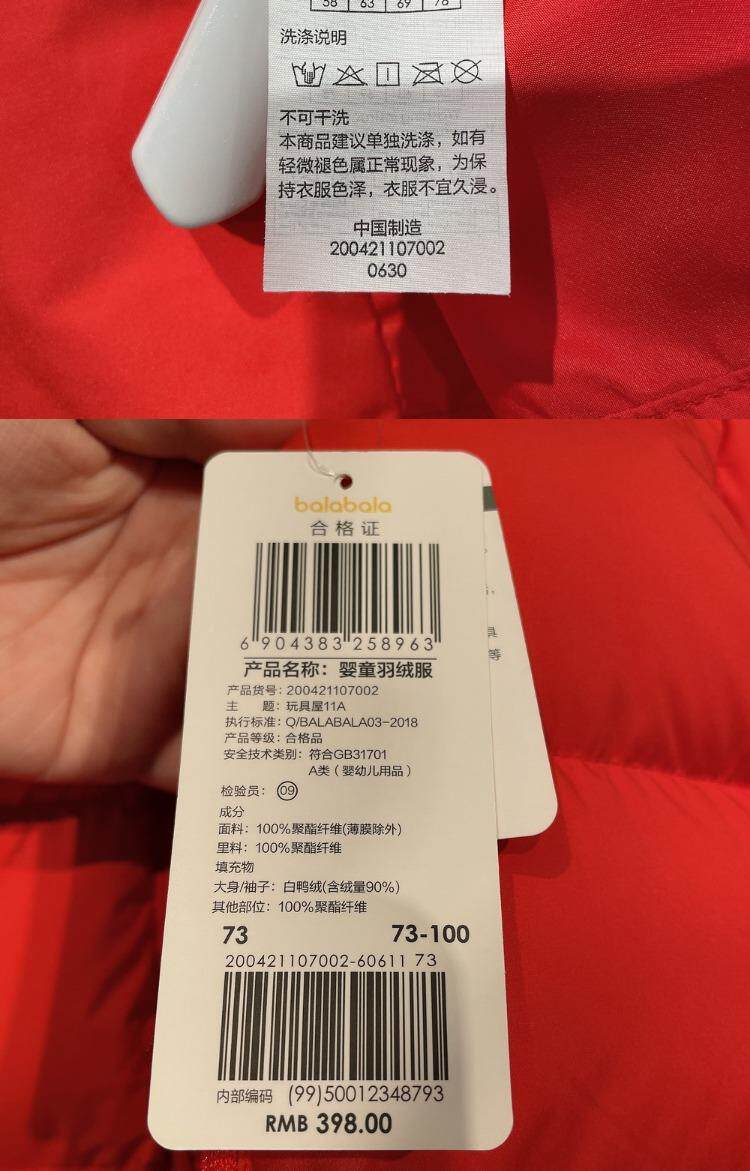 58 63 69 78
洗涤说明
不可干洗
本商品建议单独洗涤，如有
轻微褪色属正常现象，为保
持衣服色泽，衣服不宜久浸。
中国制造
200421107002
0630
balabala
合格证
6 904383 258963
产品名称：婴童羽绒服
产品货号：200421107002
主 题：玩具屋11A
执行标准：Q/BALABALA03-2018
产品等级：合格品
安全技术类别：符合GB31701
A类（婴幼儿用品）
检验员：09
成分
面料：100%聚酯纤维(薄膜除外)
里料：100%聚酯纤维
填充物
大身/袖子：白鸭绒(含绒量90%)
其他部位：100%聚酯纤维
73 73-100
200421107002-60611 73
内部编码 (99)50012348793
RMB 398.00
具
等